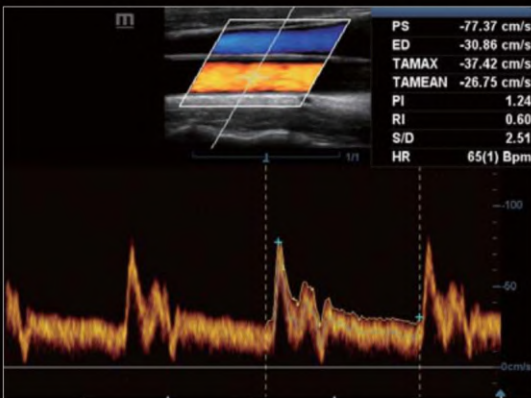 m
PS -77.37 cm/s
ED -30.86 cm/s
TAMAX -37.42 cm/s
TAMEAN -26.75 cm/s
PI 1.24
RI 0.60
S/D 2.51
HR 65(1) Bpm
1 1/1
-100
-50
0cm/s